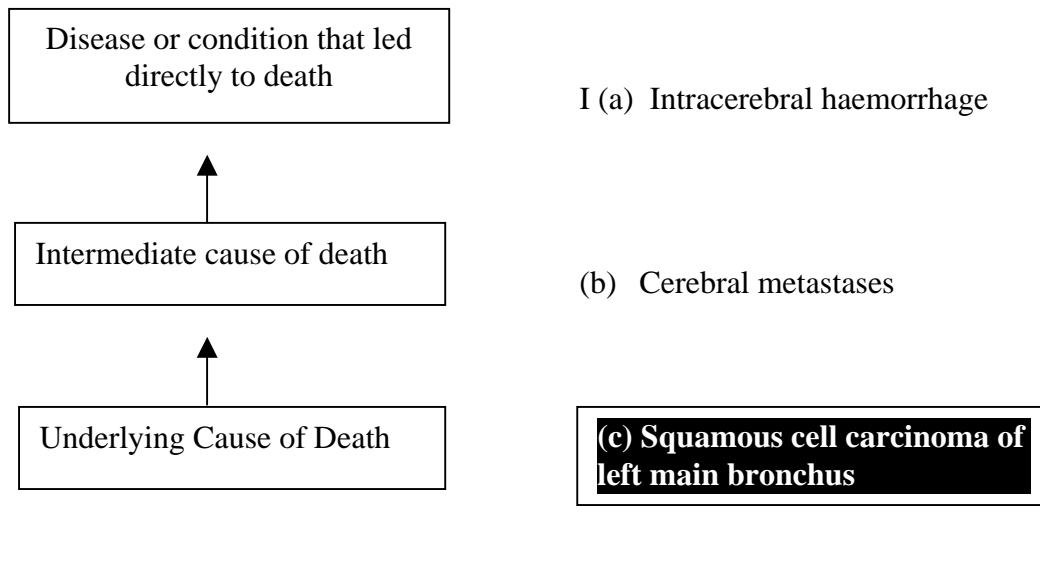 Disease or condition that led
directly to death
I (a) Intracerebral haemorrhage
Intermediate cause of death
(b) Cerebral metastases
Underlying Cause of Death
(c) Squamous cell carcinoma of
left main bronchus